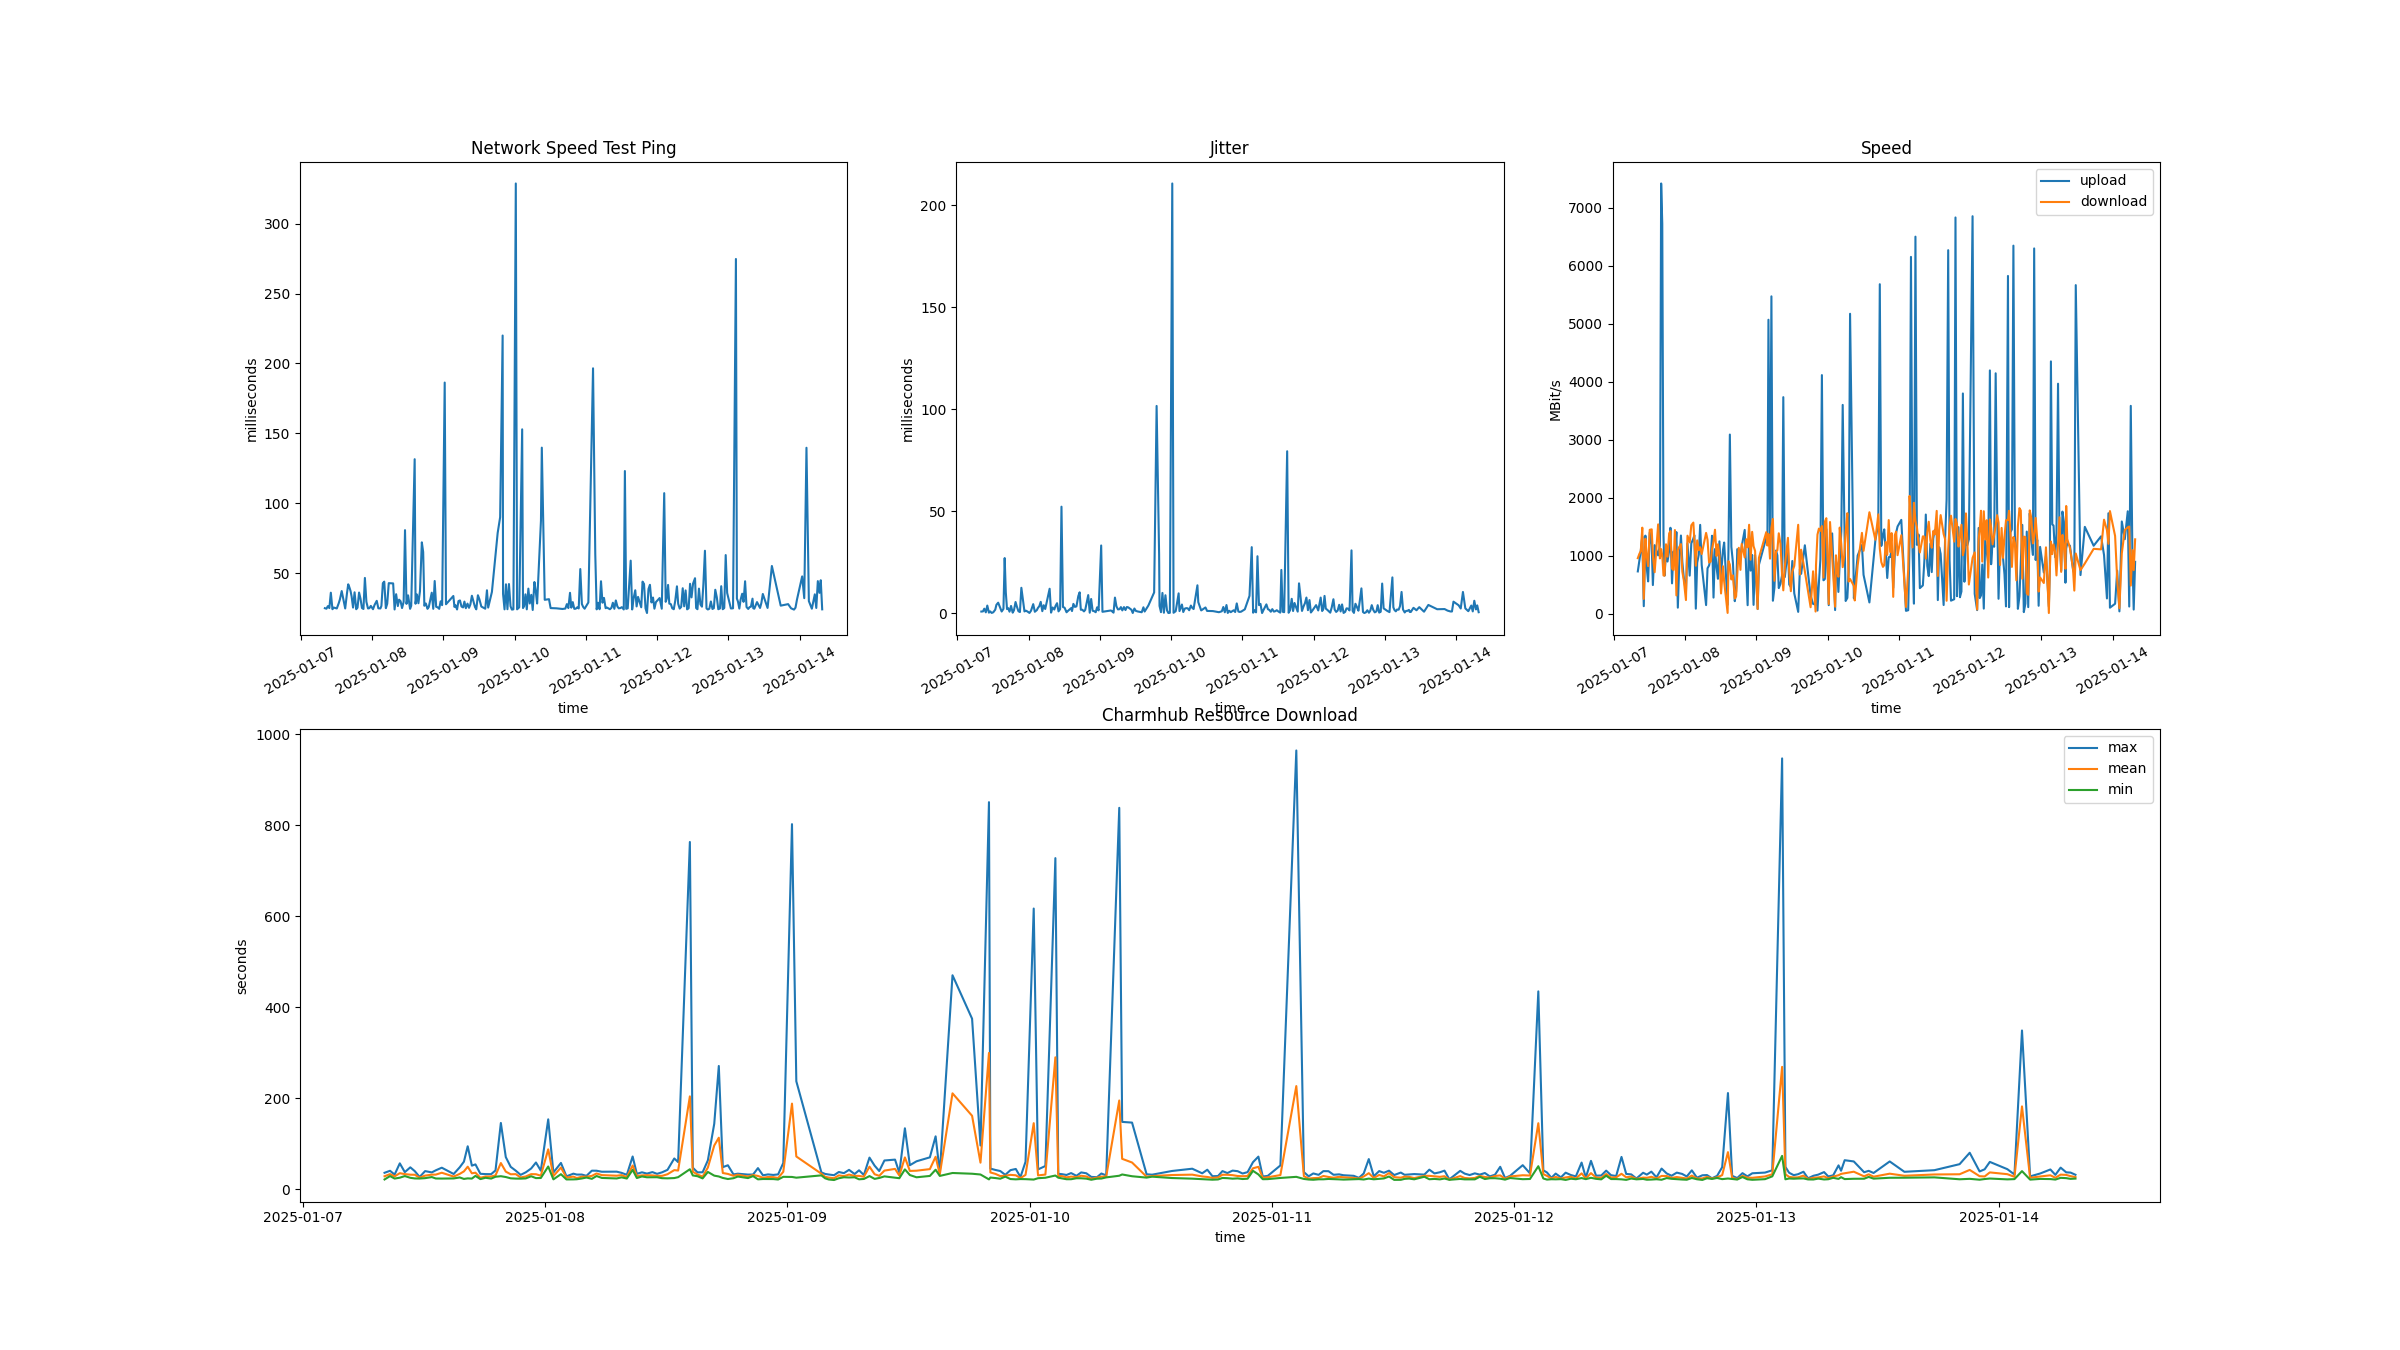 Network Speed Test Ping
milliseconds
300
250
200
150
100
50
2025-01-07 2025-01-08 2025-01-09 2025-01-10 2025-01-11 2025-01-12 2025-01-13 2025-01-14
time
Jitter
milliseconds
200
150
100
50
0
2025-01-07 2025-01-08 2025-01-09 2025-01-10 2025-01-11 2025-01-12 2025-01-13 2025-01-14
time
Speed
upload
download
MBit/s
7000
6000
5000
4000
3000
2000
1000
0
2025-01-07 2025-01-08 2025-01-09 2025-01-10 2025-01-11 2025-01-12 2025-01-13 2025-01-14
time
Charmhub Resource Download
max
mean
min
seconds
1000
800
600
400
200
0
2025-01-07 2025-01-08 2025-01-09 2025-01-10 2025-01-11 2025-01-12 2025-01-13 2025-01-14
time